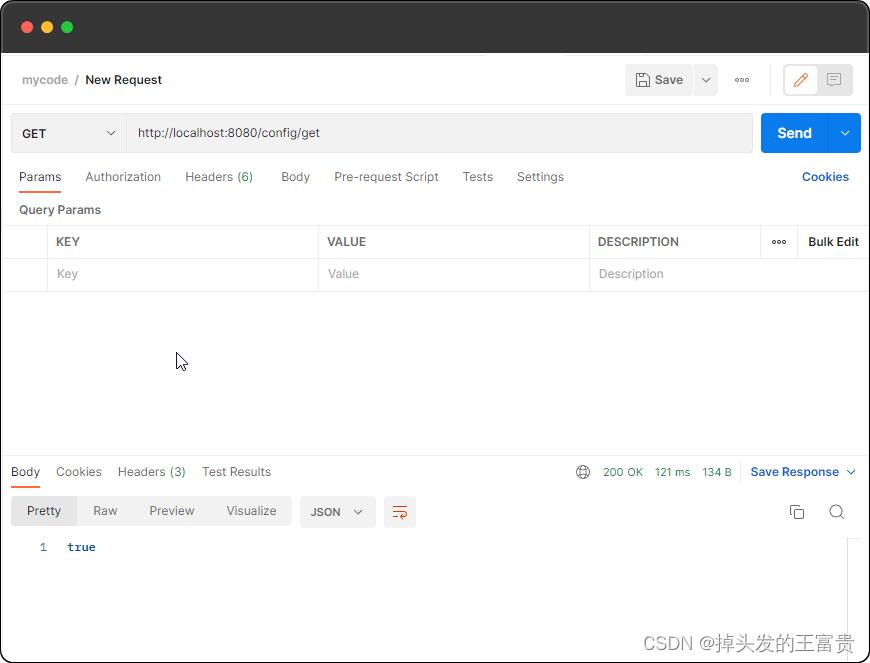 mycode / New Request
Save
GET
http://localhost:8080/config/get
Send
Params Authorization Headers (6) Body Pre-request Script Tests Settings Cookies
Query Params
KEY VALUE DESCRIPTION Bulk Edit
Key Value Description
Body Cookies Headers (3) Test Results 200 OK 121 ms 134 B Save Response
Pretty Raw Preview Visualize JSON
1 true
CSDN @掉头发的王富贵